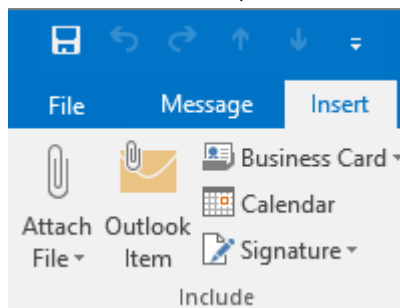 File Message Insert
Attach File
Outlook Item
Business Card
Calendar
Signature
Include